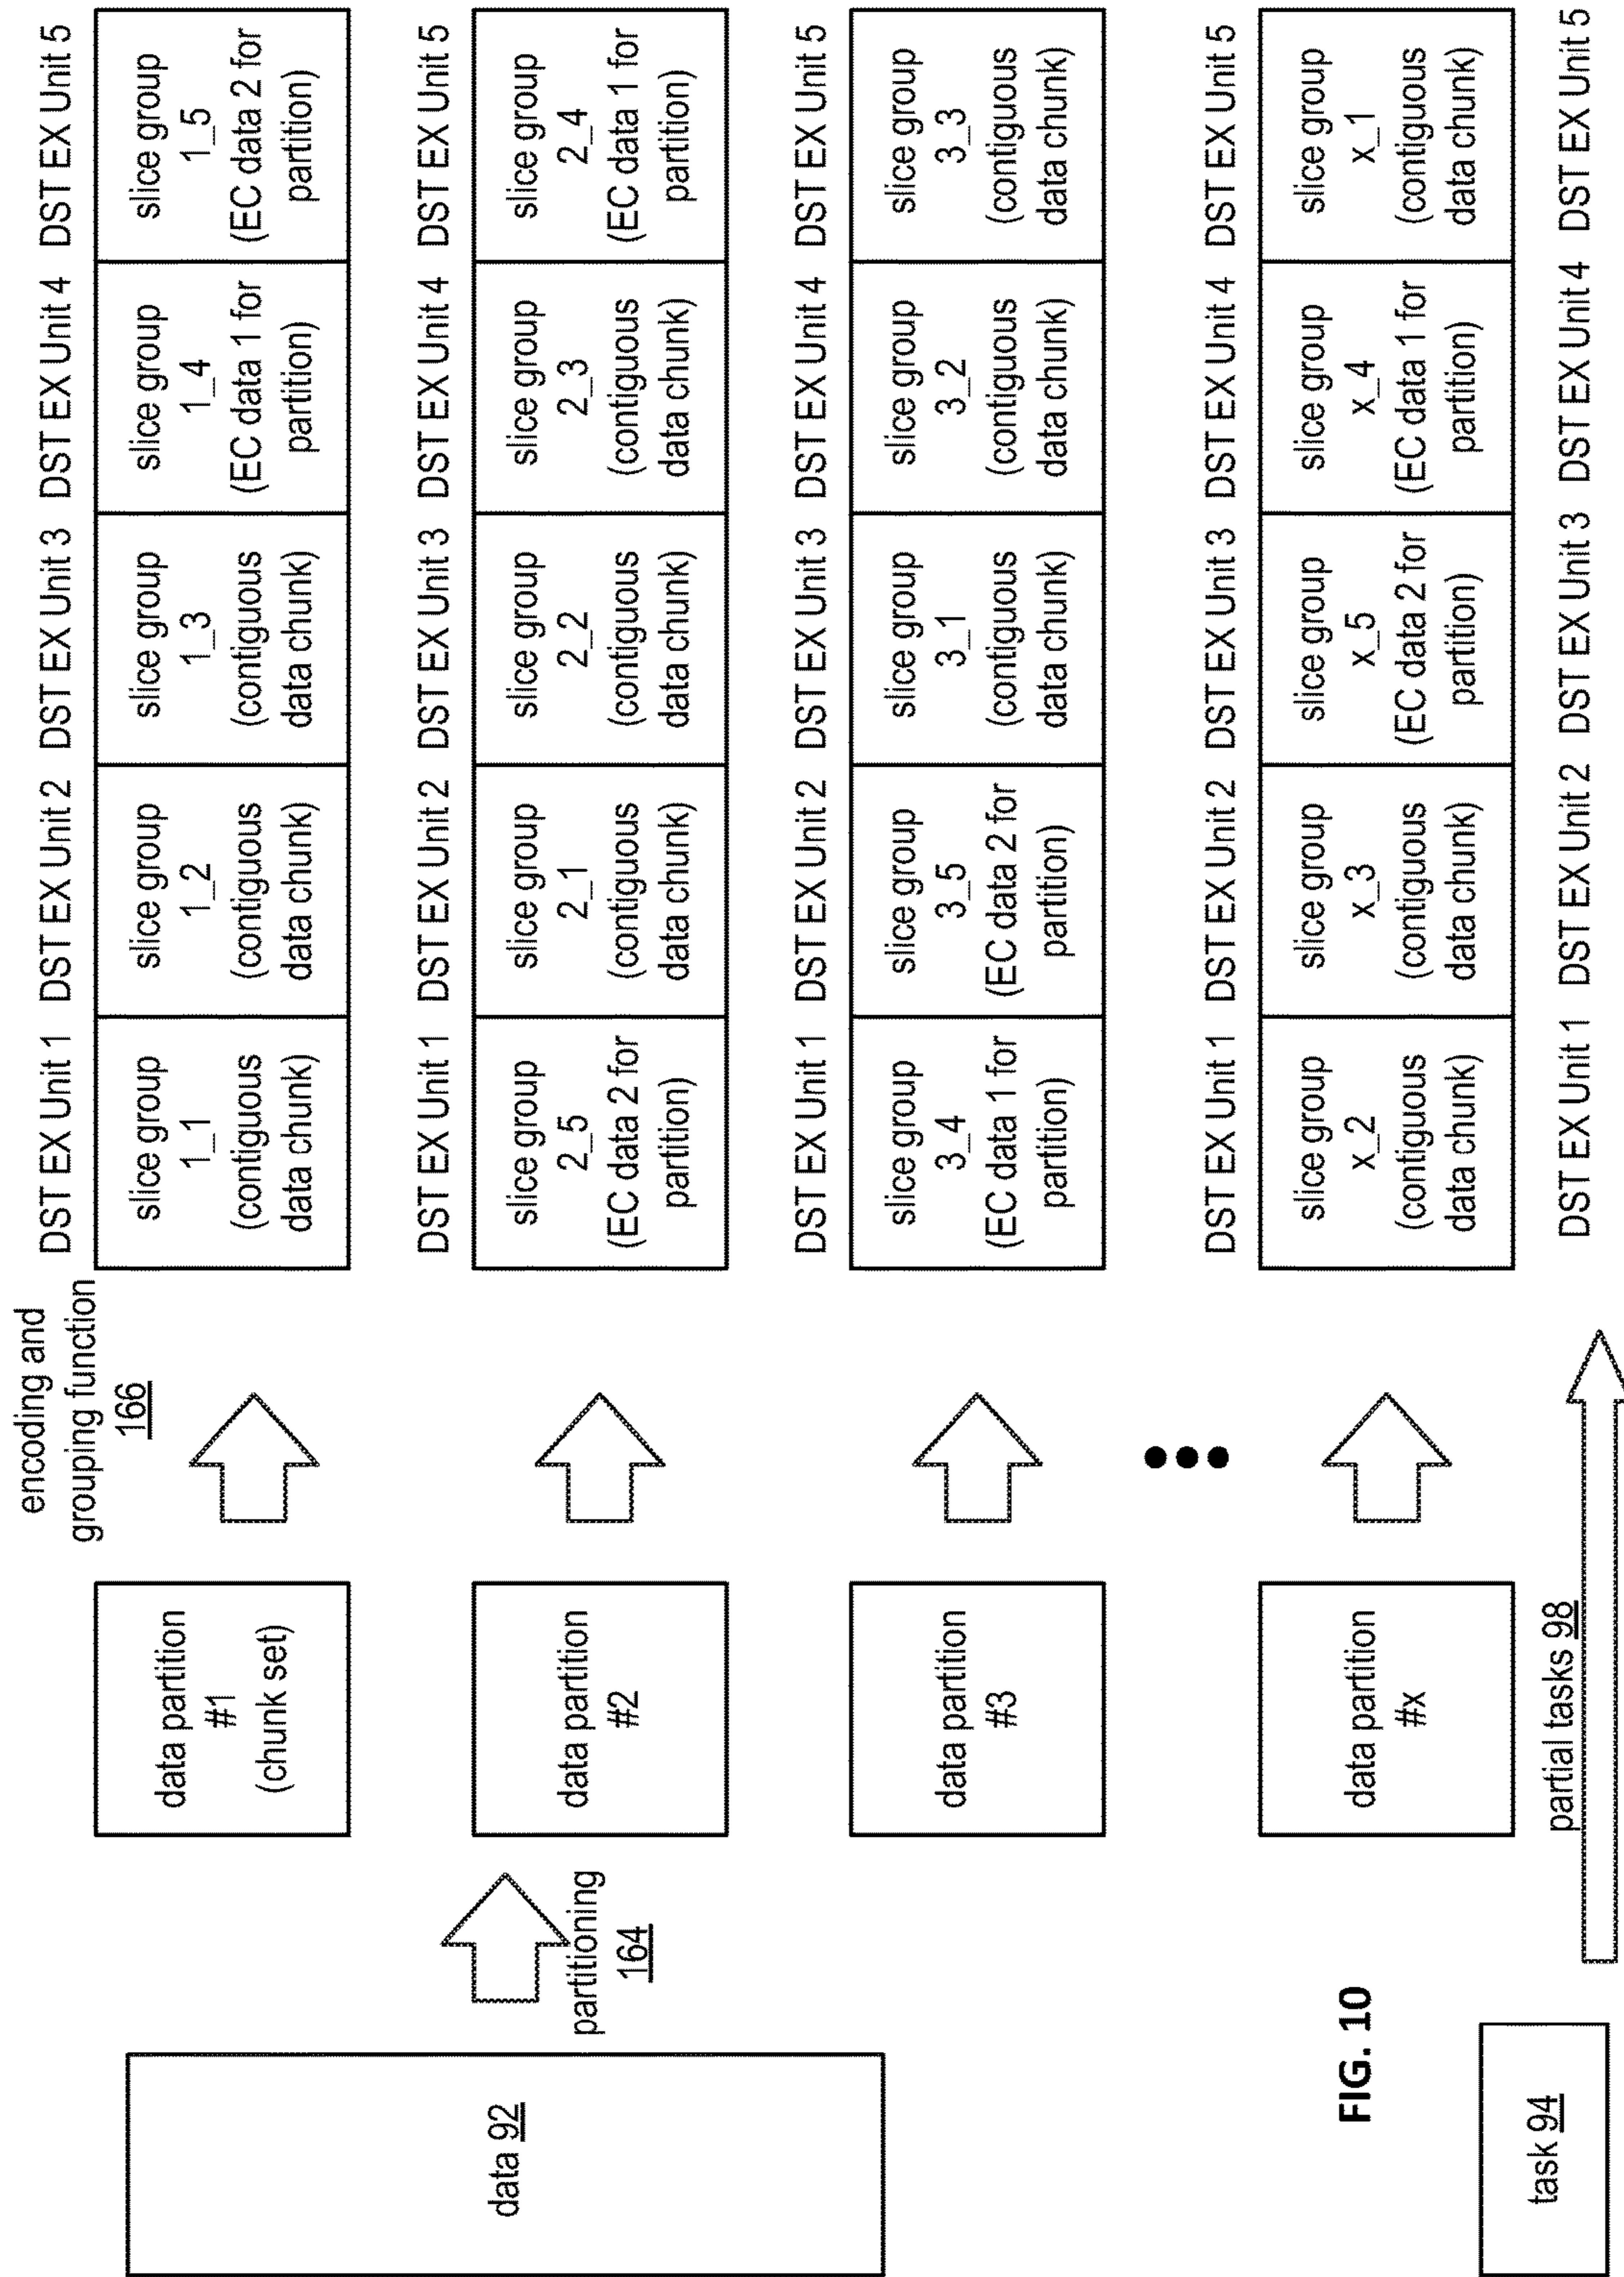 data 92
partitioning
164
data partition
#1
(chunk set)
data partition
#2
data partition
#3
data partition
#x
encoding and
grouping function
166
DST EX Unit 1
DST EX Unit 2
DST EX Unit 3
DST EX Unit 4
DST EX Unit 5
slice group
1_1
(contiguous
data chunk)
slice group
1_2
(contiguous
data chunk)
slice group
1_3
(contiguous
data chunk)
slice group
1_4
(EC data 1 for
partition)
slice group
1_5
(EC data 2 for
partition)
DST EX Unit 1
DST EX Unit 2
DST EX Unit 3
DST EX Unit 4
DST EX Unit 5
slice group
2_5
(EC data 2 for
partition)
slice group
2_1
(contiguous
data chunk)
slice group
2_2
(contiguous
data chunk)
slice group
2_3
(contiguous
data chunk)
slice group
2_4
(EC data 1 for
partition)
DST EX Unit 1
DST EX Unit 2
DST EX Unit 3
DST EX Unit 4
DST EX Unit 5
slice group
3_4
(EC data 1 for
partition)
slice group
3_5
(EC data 2 for
partition)
slice group
3_1
(contiguous
data chunk)
slice group
3_2
(contiguous
data chunk)
slice group
3_3
(contiguous
data chunk)
DST EX Unit 1
DST EX Unit 2
DST EX Unit 3
DST EX Unit 4
DST EX Unit 5
slice group
x_2
(contiguous
data chunk)
slice group
x_3
(contiguous
data chunk)
slice group
x_5
(EC data 2 for
partition)
slice group
x_4
(EC data 1 for
partition)
slice group
x_1
(contiguous
data chunk)
FIG. 10
task 94
partial tasks 98
DST EX Unit 1
DST EX Unit 2
DST EX Unit 3
DST EX Unit 4
DST EX Unit 5